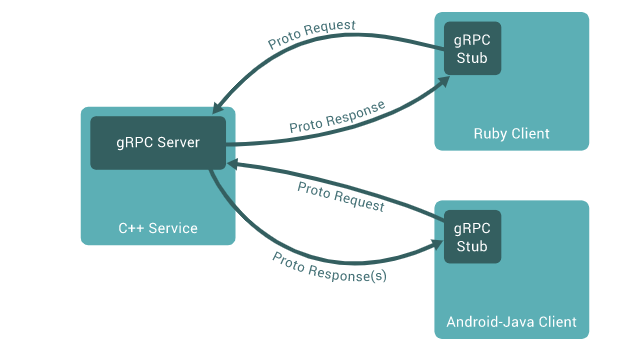 Proto Request
gRPC
Stub
Ruby Client
Proto Response
gRPC Server
C++ Service
Proto Request
gRPC
Stub
Proto Response(s)
Android-Java Client